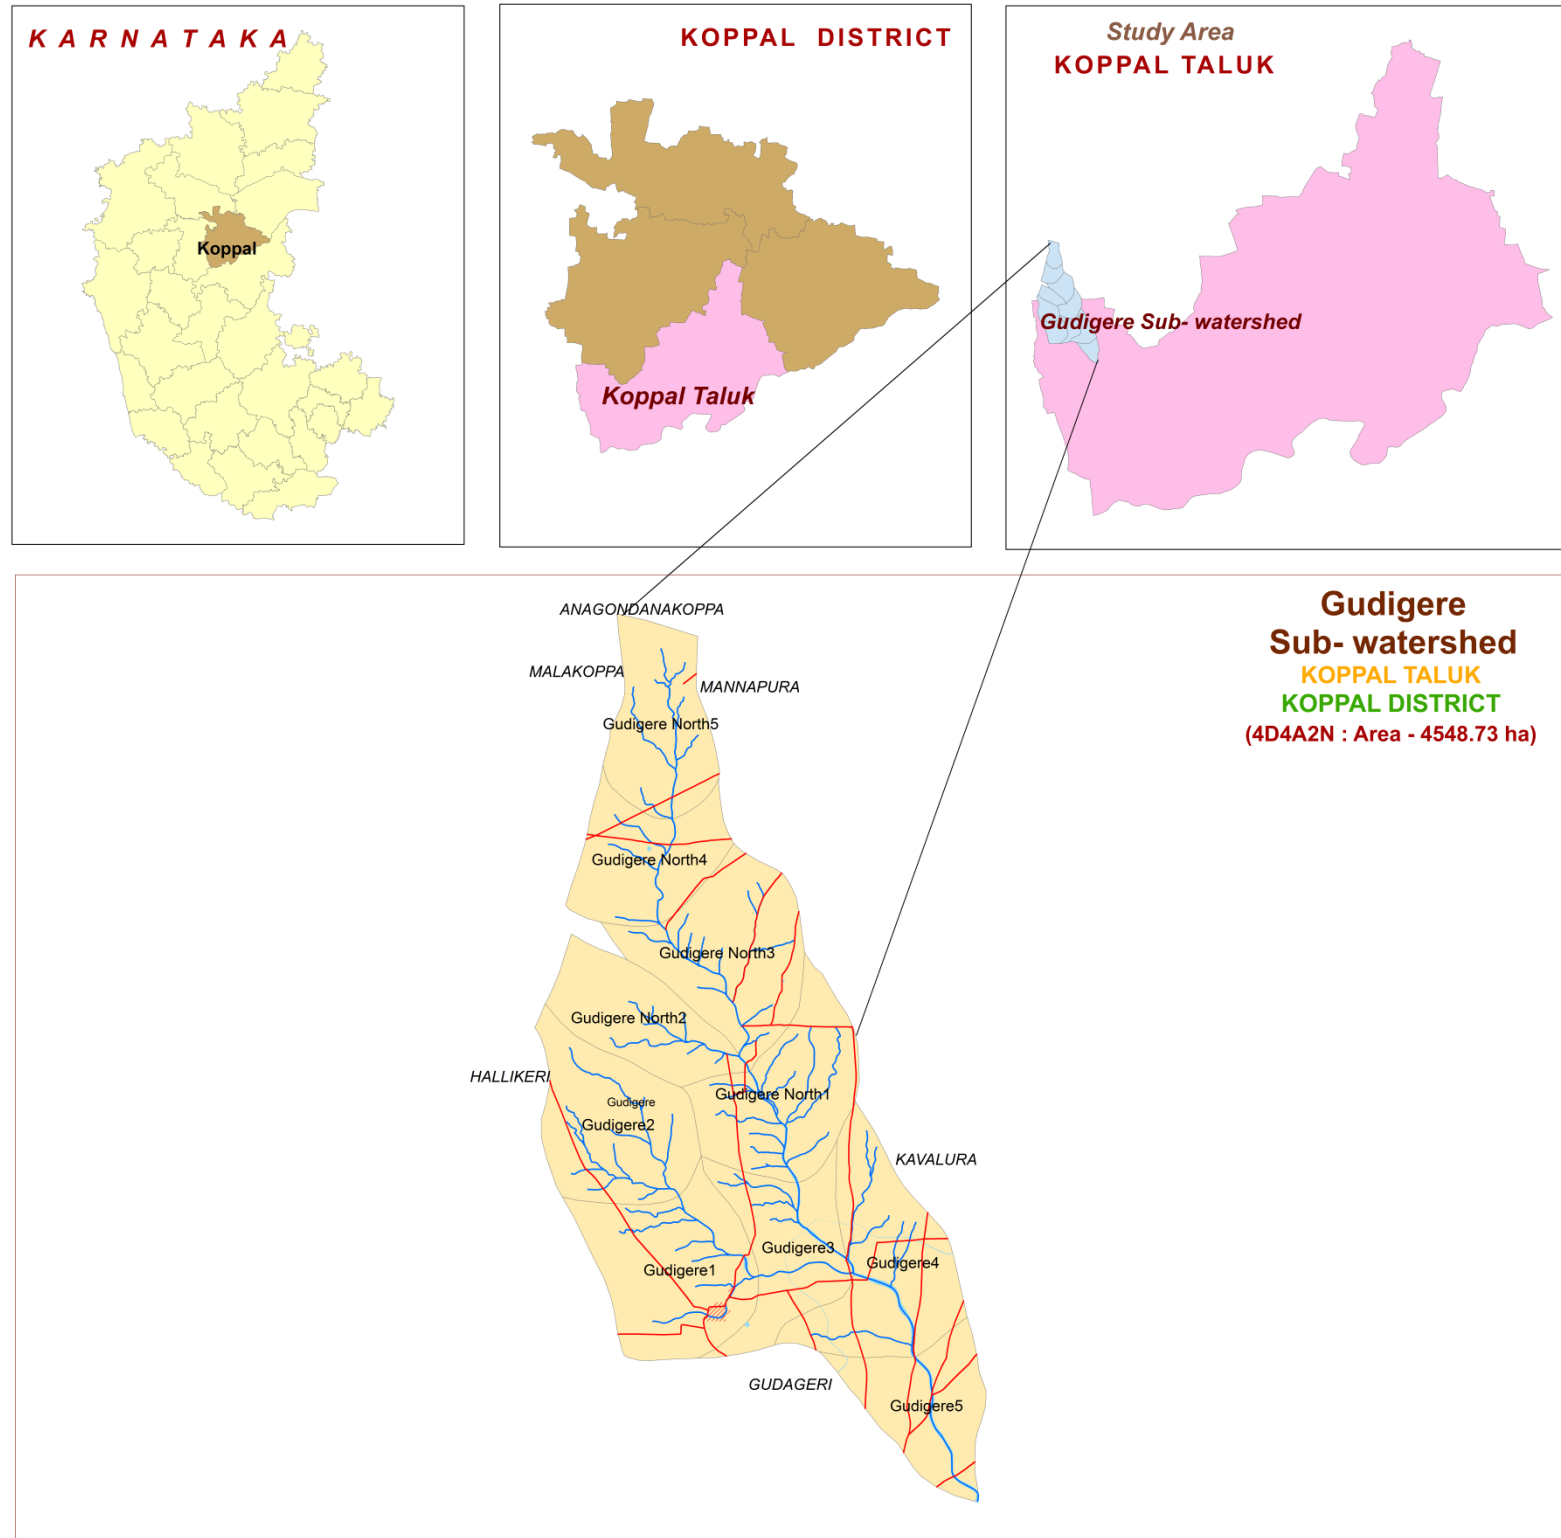 K A R N A T A K A
Koppal
KOPPAL DISTRICT
Koppal Taluk
Study Area
KOPPAL TALUK
Gudigere Sub- watershed
Gudigere
Sub- watershed
KOPPAL TALUK
KOPPAL DISTRICT
(4D4A2N : Area - 4548.73 ha)
ANAGONDANAKOPPA
MALAKOPPA
MANNAPURA
Gudigere North5
Gudigere North4
Gudigere North3
Gudigere North2
HALLIKERI
Gudigere North1
Gudigere
Gudigere2
KAVALURA
Gudigere3
Gudigere4
Gudigere1
GUDAGERI
Gudigere5